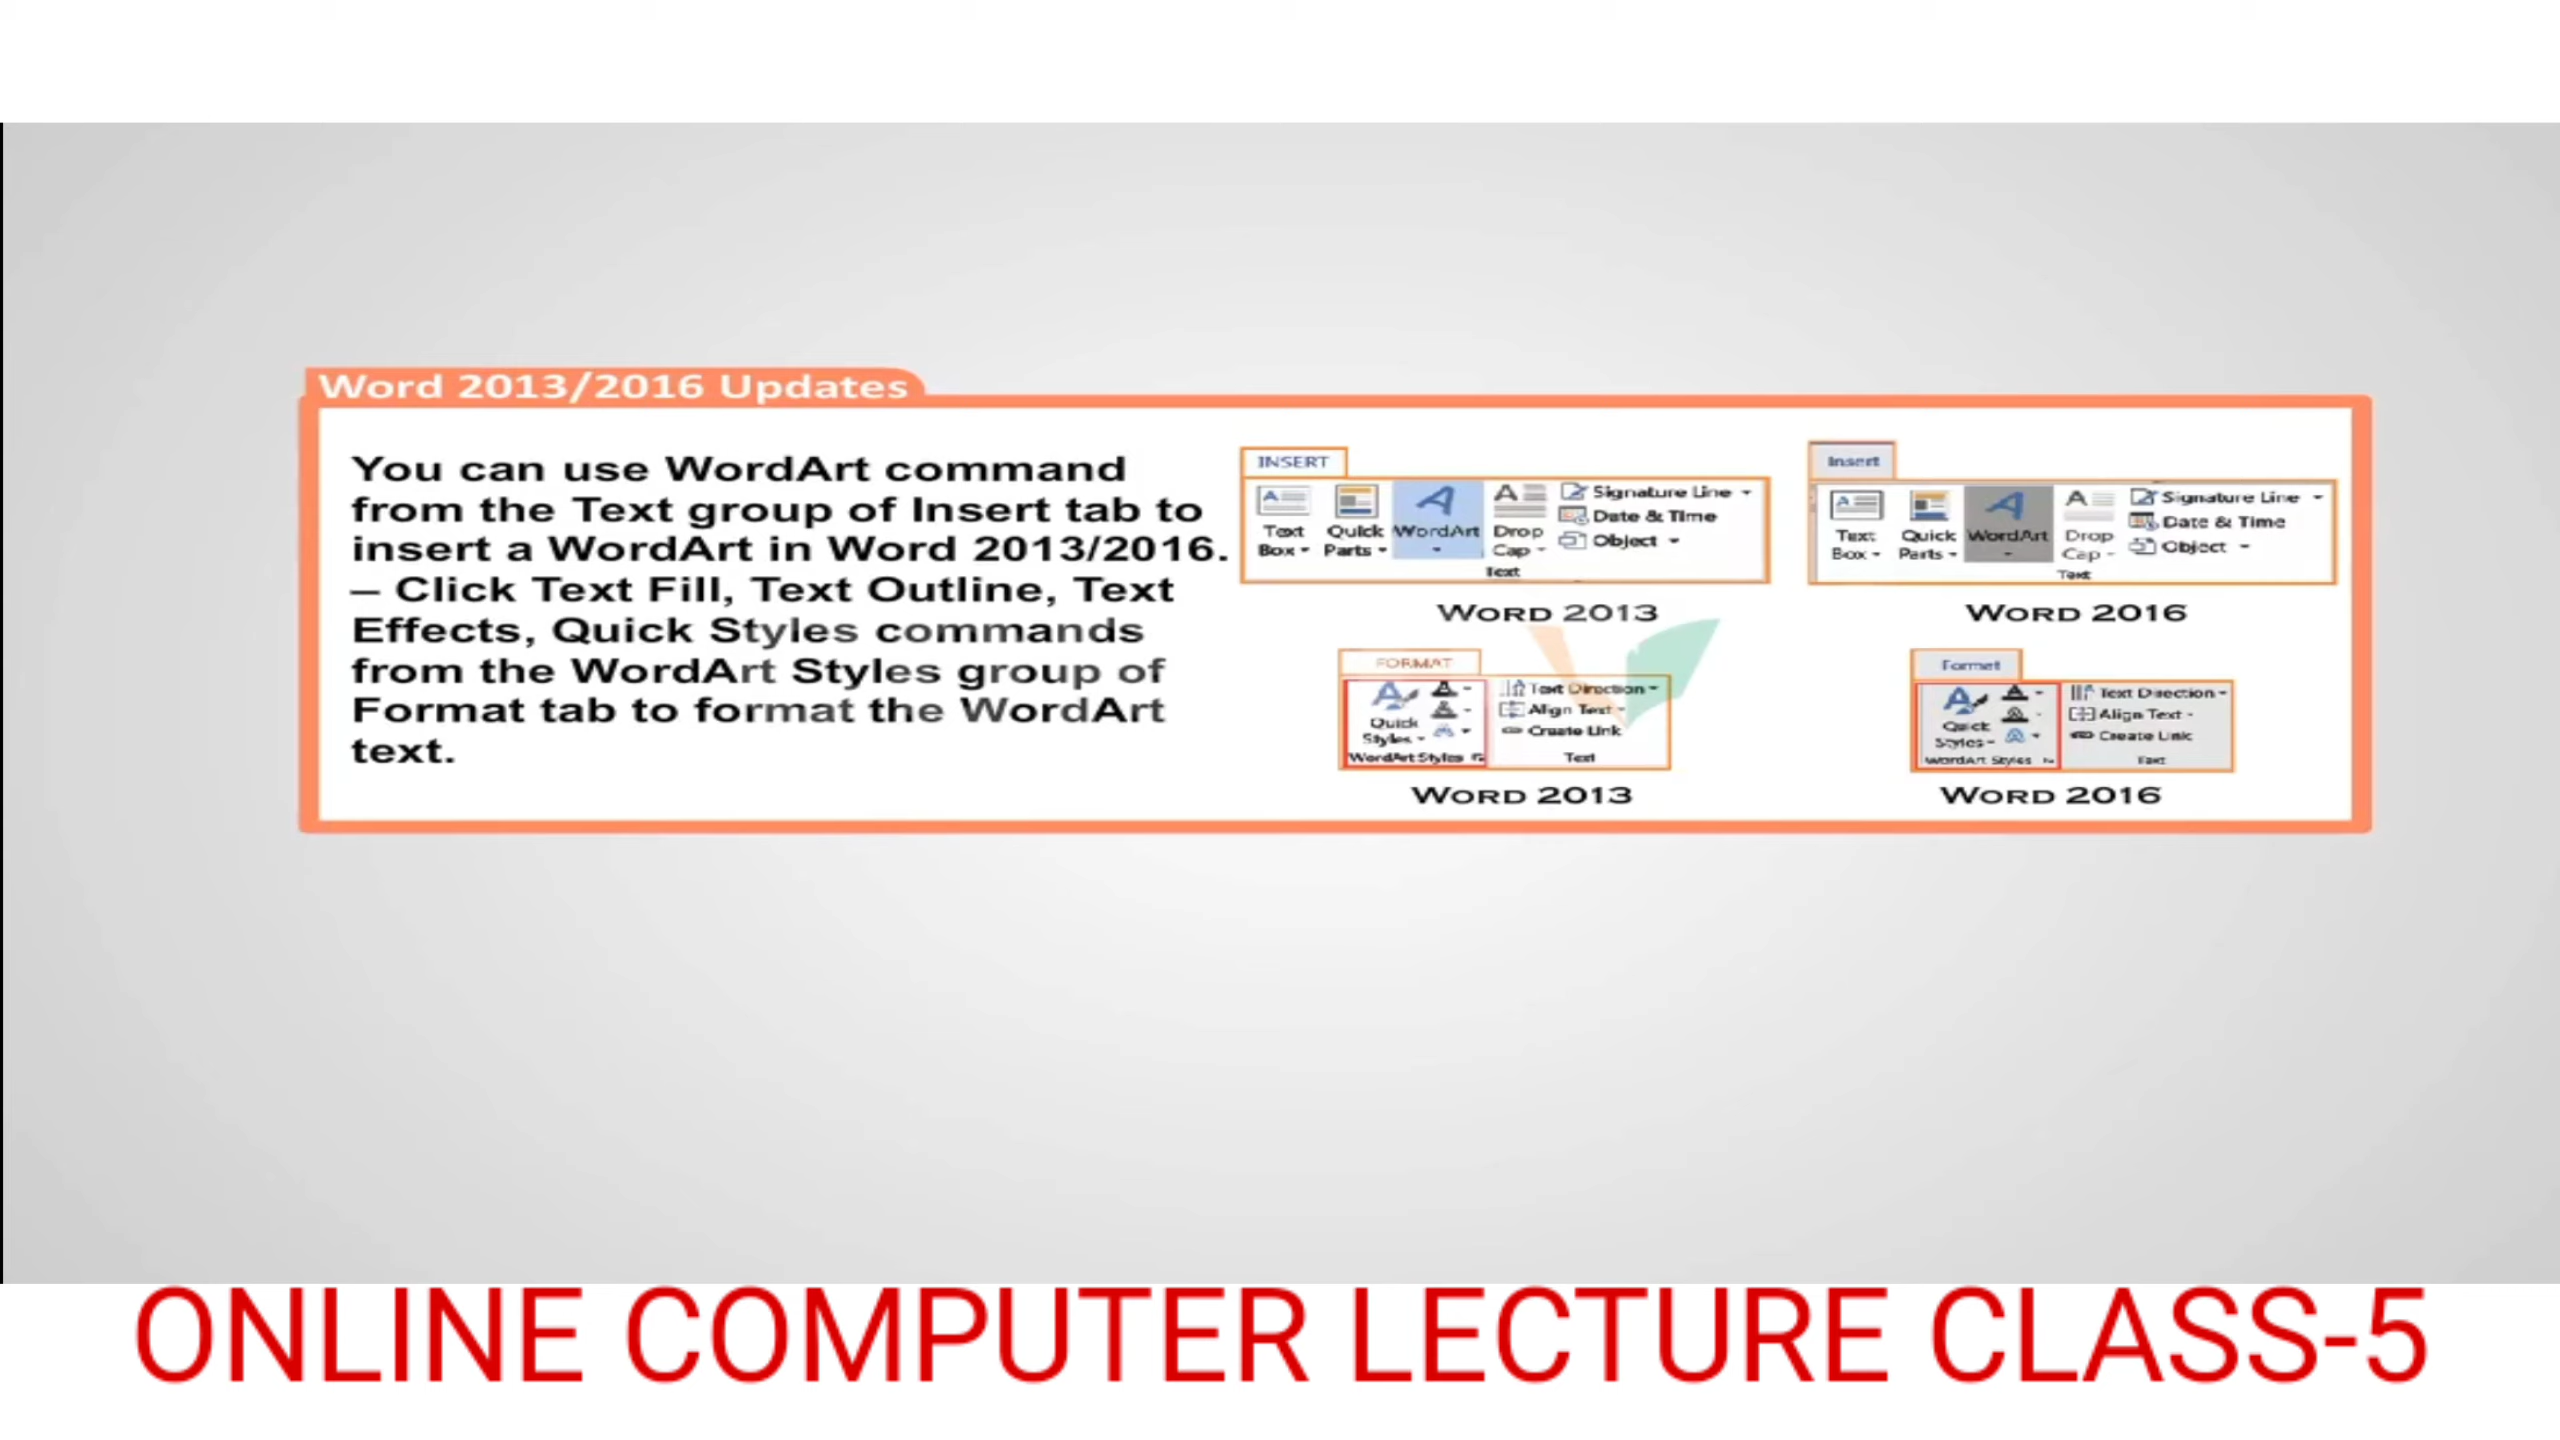 Word 2013/2016 Updates
You can use WordArt command
from the Text group of Insert tab to
insert a WordArt in Word 2013/2016.
– Click Text Fill, Text Outline, Text
Effects, Quick Styles commands
from the WordArt Styles group of
Format tab to format the WordArt
text.
INSERT
Text Box
Quick Parts
WordArt
Drop Cap
Signature Line
Date & Time
Object
Text
WORD 2013
Insert
Text Box
Quick Parts
WordArt
Drop Cap
Signature Line
Date & Time
Object
Text
WORD 2016
FORMAT
Quick Styles
WordArt Styles
Text Direction
Align Text
Create Link
Text
WORD 2013
Format
Quick Styles
WordArt Styles
Text Direction
Align Text
Create Link
Text
WORD 2016
ONLINE COMPUTER LECTURE CLASS-5